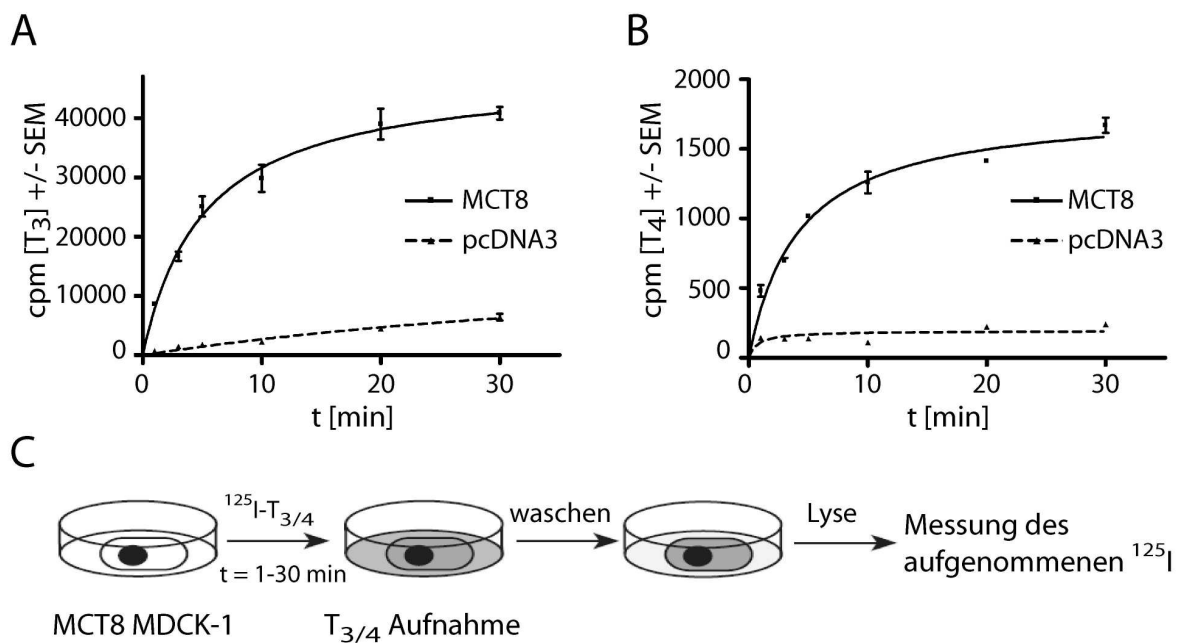 A
cpm [T3] +/- SEM
40000
30000
20000
10000
0
0
10
20
30
t [min]
MCT8
pcDNA3
B
cpm [T4] +/- SEM
2000
1500
1000
500
0
0
10
20
30
t [min]
MCT8
pcDNA3
C
125I-T3/4
t = 1-30 min
waschen
Lyse
Messung des
aufgenommenen 125I
MCT8 MDCK-1
T3/4 Aufnahme